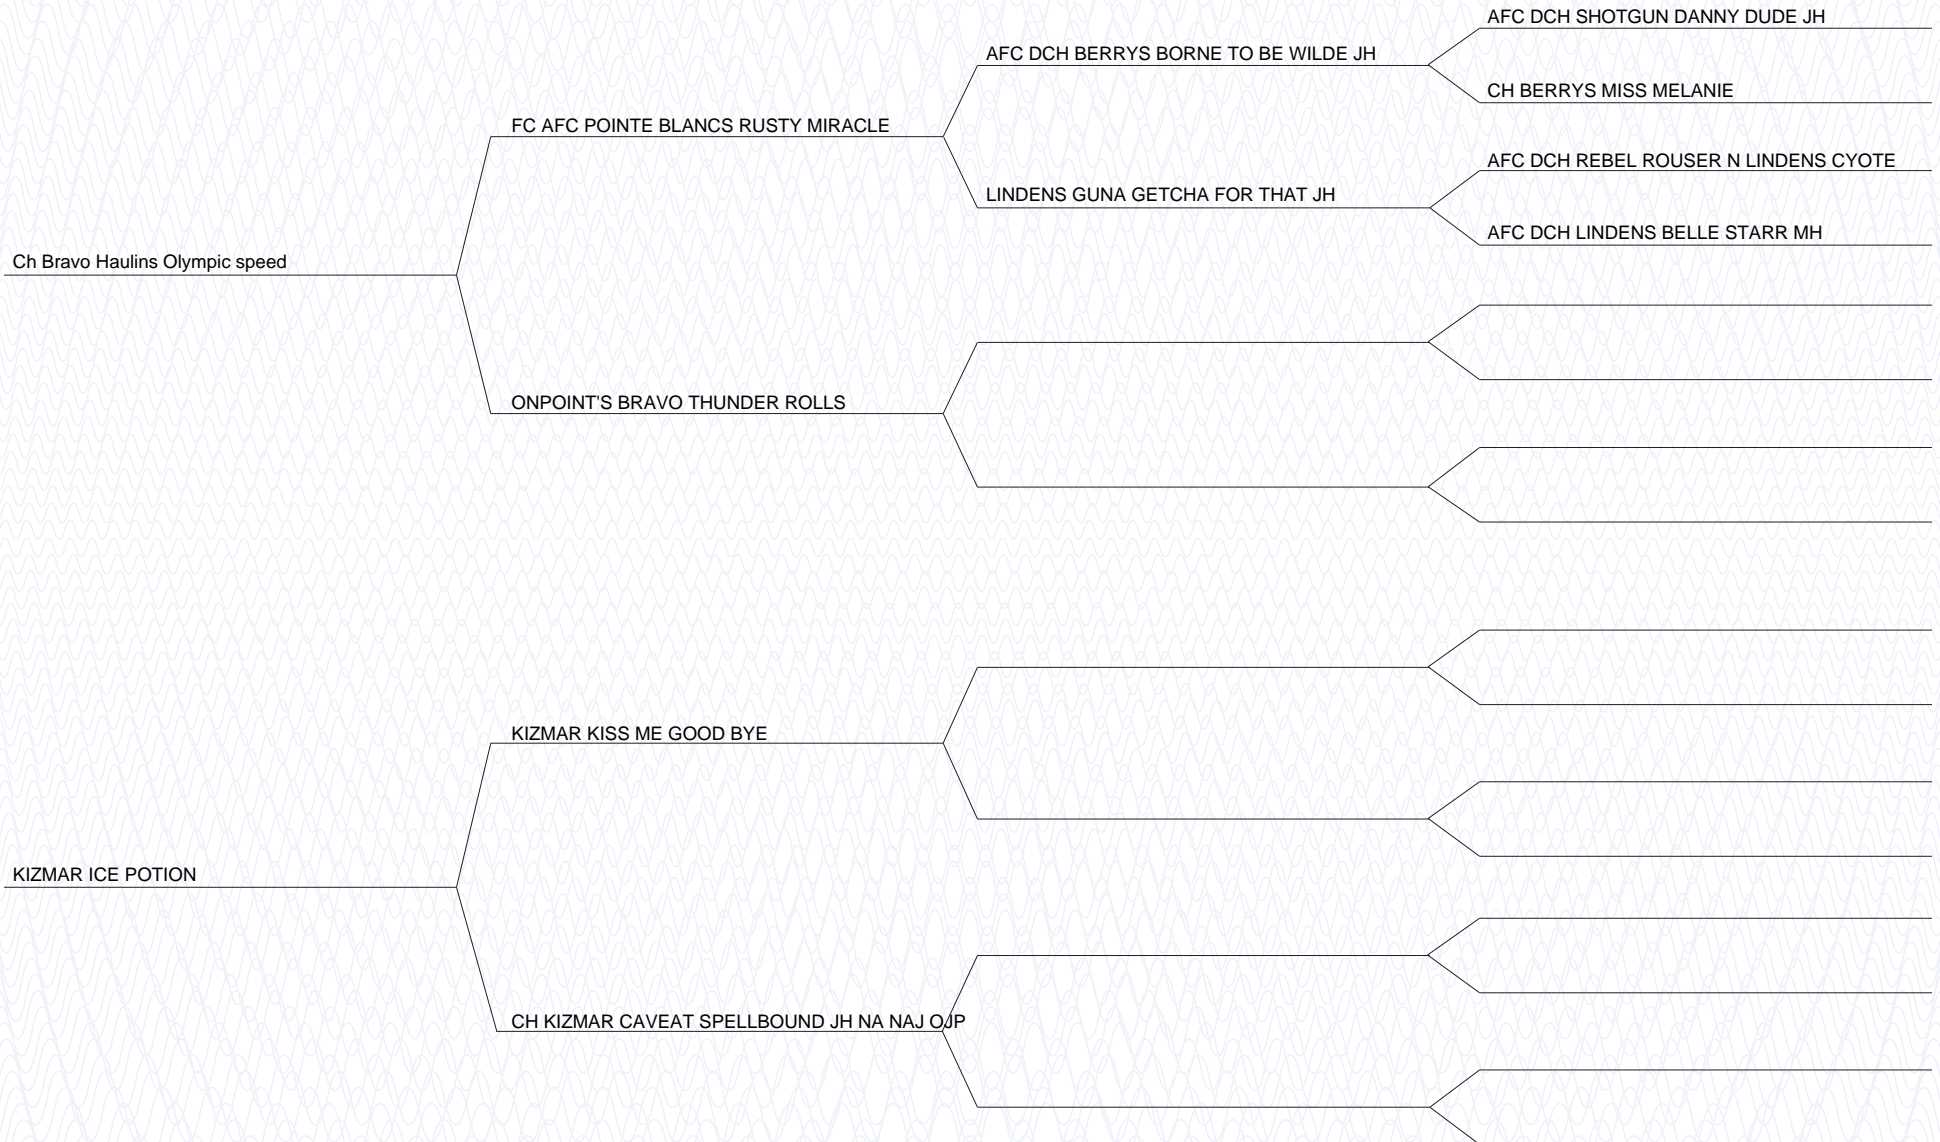 AFC DCH SHOTGUN DANNY DUDE JH
AFC DCH BERRYS BORNE TO BE WILDE JH
CH BERRYS MISS MELANIE
FC AFC POINTE BLANCS RUSTY MIRACLE
AFC DCH REBEL ROUSER N LINDENS CYOTE
LINDENS GUNA GETCHA FOR THAT JH
AFC DCH LINDENS BELLE STARR MH
Ch Bravo Haulins Olympic speed
ONPOINT'S BRAVO THUNDER ROLLS
KIZMAR KISS ME GOOD BYE
KIZMAR ICE POTION
CH KIZMAR CAVEAT SPELLBOUND JH NA NAJ OJP